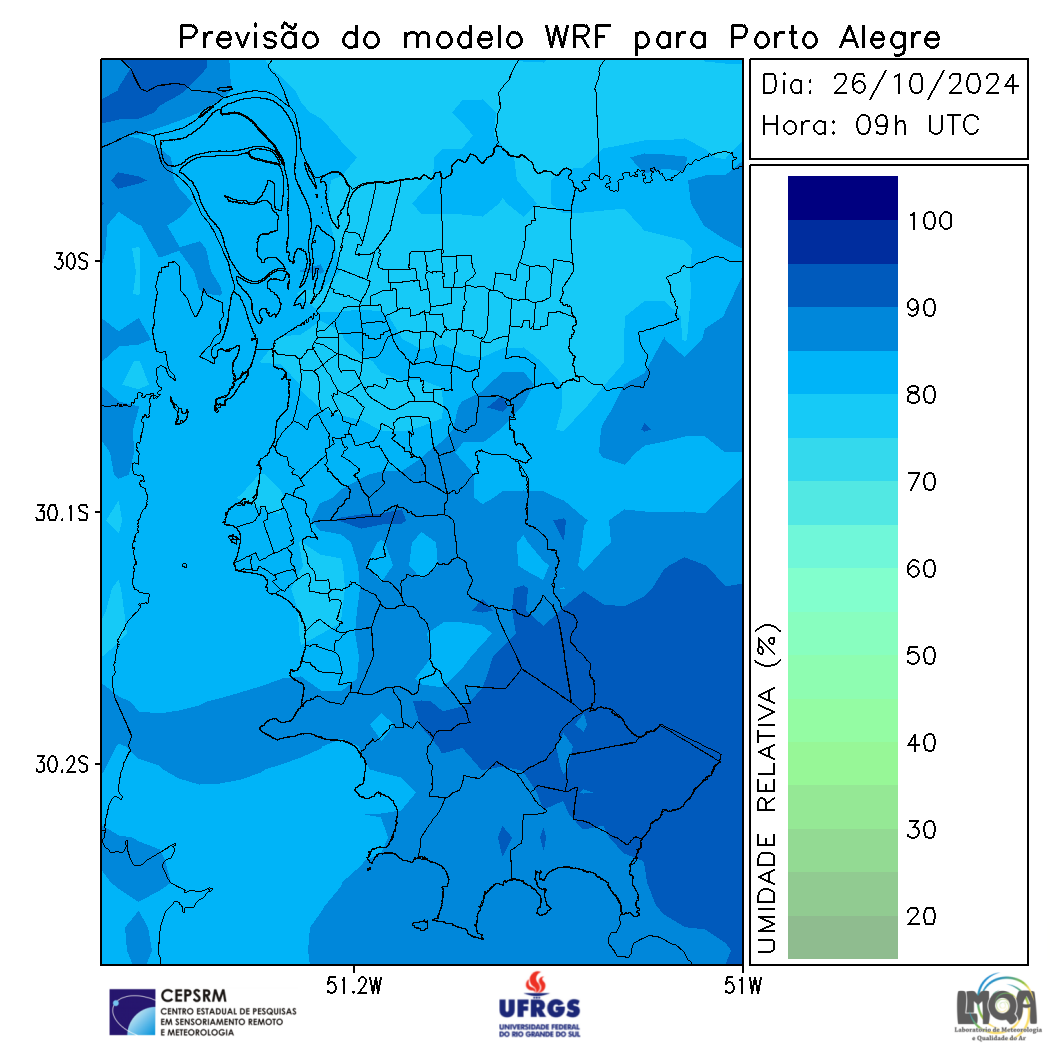 Previsão do modelo WRF para Porto Alegre
Dia: 26/10/2024
Hora: 09h UTC
30S
30.1S
30.2S
51.2W
51W
UMIDADE RELATIVA (%)
100
90
80
70
60
50
40
30
20
CEPSRM
CENTRO ESTADUAL DE PESQUISAS
EM SENSORIAMENTO REMOTO
E METEOROLOGIA
UFRGS
UNIVERSIDADE FEDERAL
DO RIO GRANDE DO SUL
LMQA
Laboratório de Meteorologia
e Qualidade do Ar